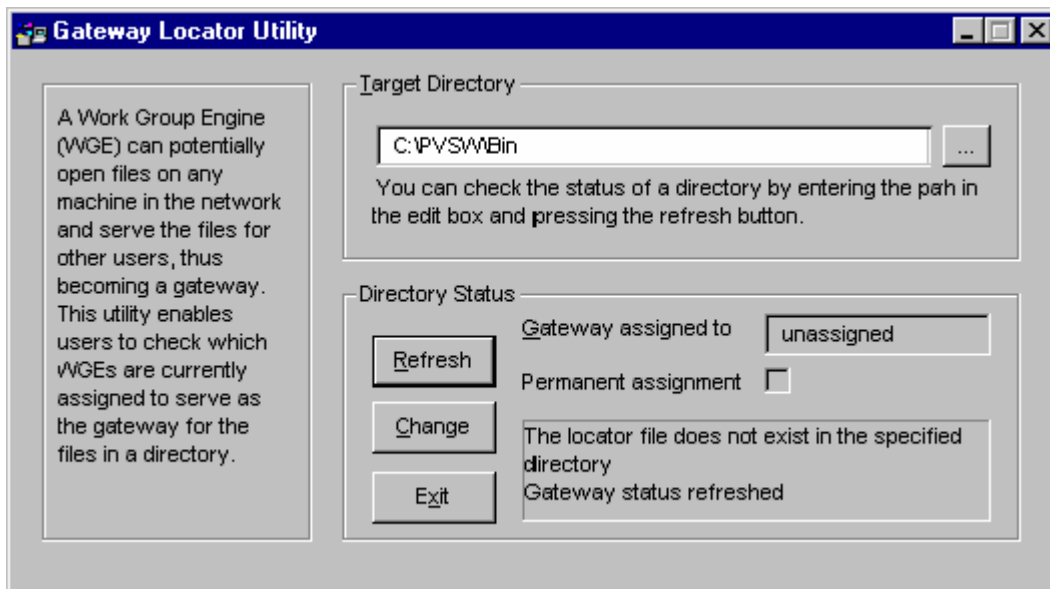 Gateway Locator Utility
A Work Group Engine
(WGE) can potentially
open files on any
machine in the network
and serve the files for
other users, thus
becoming a gateway.
This utility enables
users to check which
WGEs are currently
assigned to serve as
the gateway for the
files in a directory.
Target Directory
C:\PVSW\Bin
...
You can check the status of a directory by entering the pah in
the edit box and pressing the refresh button.
Directory Status
Refresh
Change
Exit
Gateway assigned to
unassigned
Permanent assignment
The locator file does not exist in the specified
directory
Gateway status refreshed